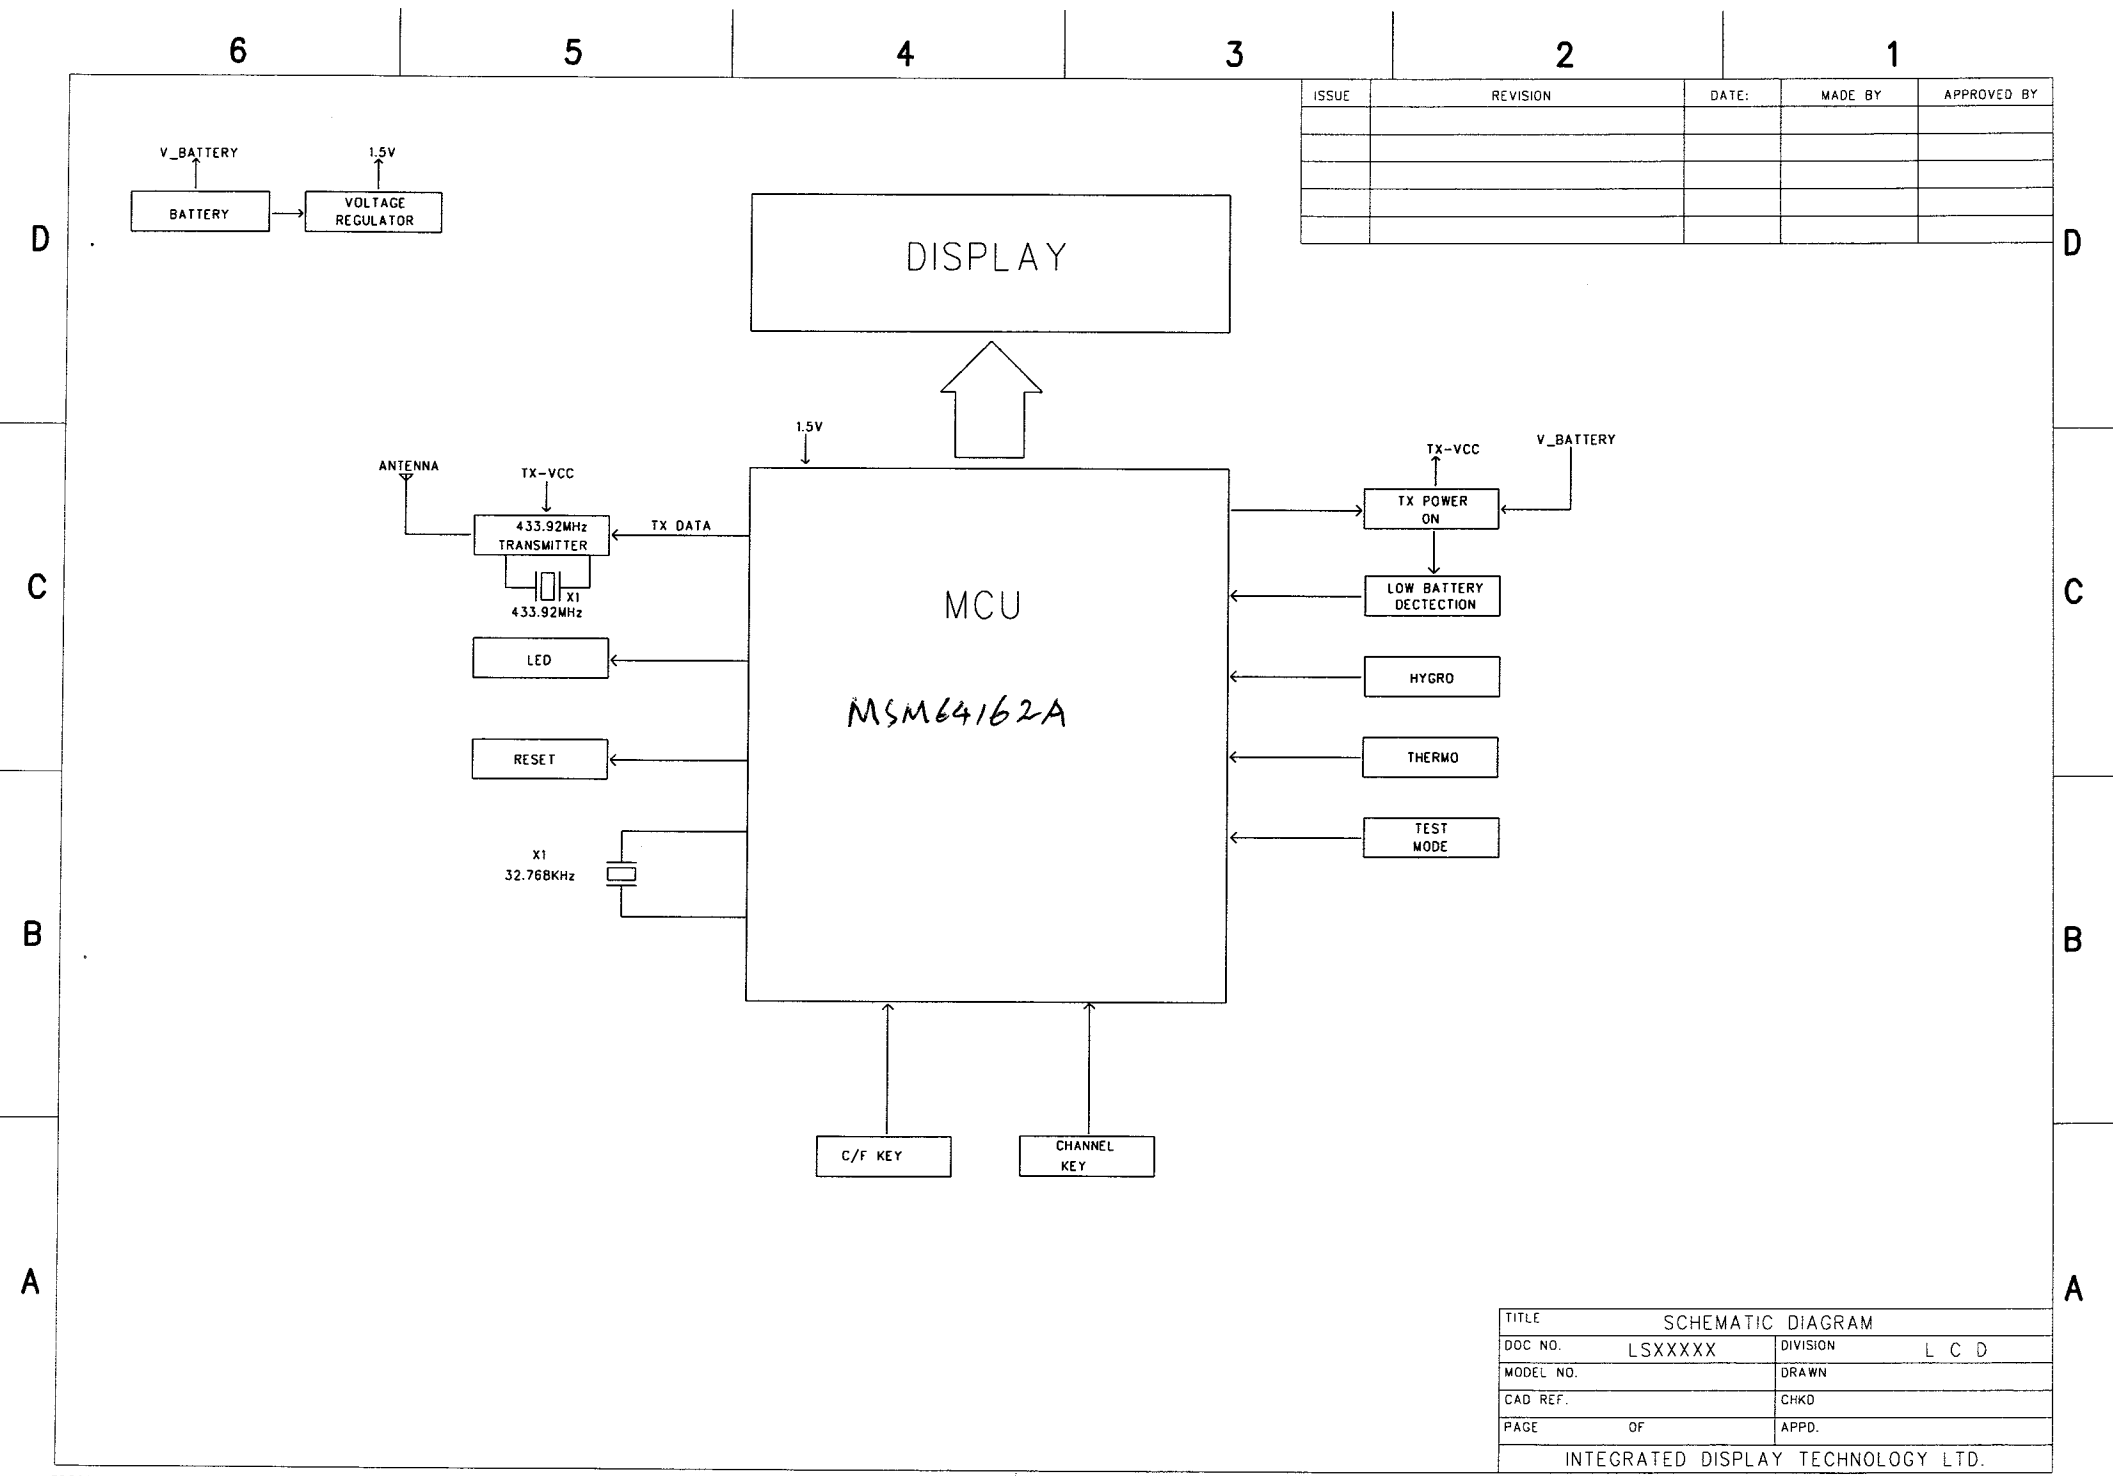 6 5 4 3 2 1
ISSUE REVISION DATE: MADE BY APPROVED BY
V_BATTERY 1.5V
BATTERY
VOLTAGE
REGULATOR
D D
DISPLAY
1.5V
ANTENNA
TX-VCC
433.92MHz
TRANSMITTER
TX DATA
X1
433.92MHz
TX-VCC
V_BATTERY
TX POWER
ON
LOW BATTERY
DECTECTION
C C
MCU
MSM64162A
LED
HYGRO
RESET
THERMO
TEST
MODE
X1
32.768KHz
B B
C/F KEY
CHANNEL
KEY
A A
TITLE SCHEMATIC DIAGRAM
DOC NO. LSXXXXX DIVISION L C D
MODEL NO. DRAWN
CAD REF. CHKD
PAGE OF APPD.
INTEGRATED DISPLAY TECHNOLOGY LTD.